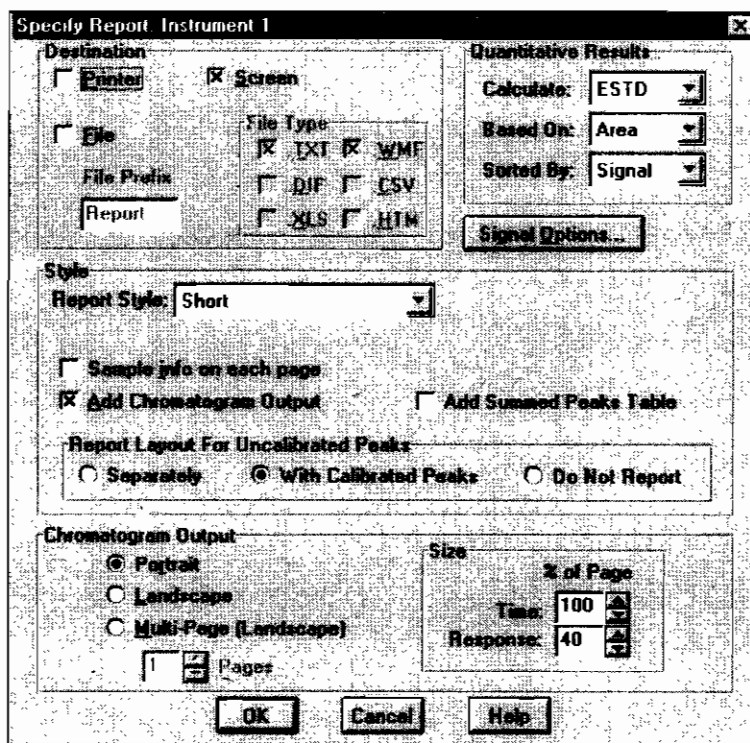 Specify Report: Instrument 1
Destination
Printer
Screen
File
File Prefix
Report
File Type
TXT
WMF
DIF
CSV
XLS
HTM
Quantitative Results
Calculate: ESTD
Based On: Area
Sorted By: Signal
Signal Options...
Style
Report Style: Short
Sample info on each page
Add Chromatogram Output
Add Summed Peaks Table
Report Layout For Uncalibrated Peaks
Separately
With Calibrated Peaks
Do Not Report
Chromatogram Output
Portrait
Landscape
Multi-Page (Landscape)
1 Pages
Size
% of Page
Time: 100
Response: 40
OK
Cancel
Help